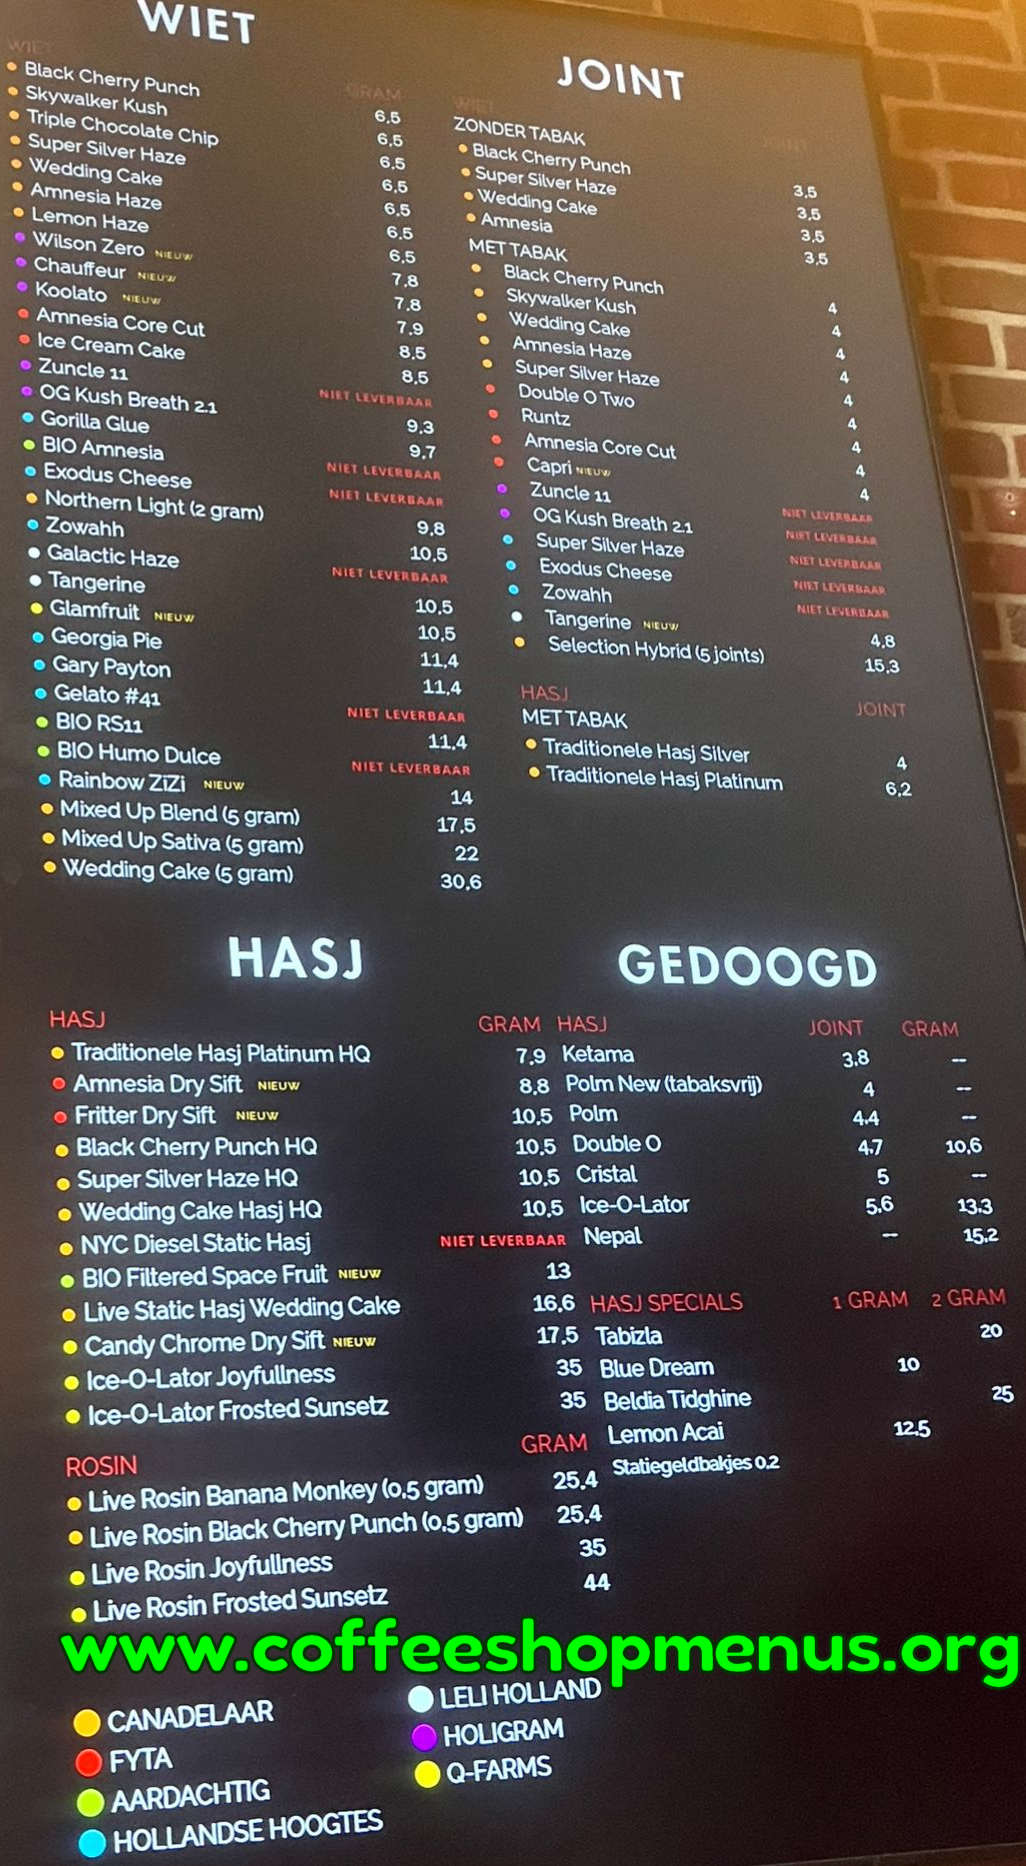 WIET
WIET GRAM
Black Cherry Punch 6,5
Skywalker Kush 6,5
Triple Chocolate Chip 6,5
Super Silver Haze 6,5
Wedding Cake 6,5
Amnesia Haze 6,5
Lemon Haze 6,5
Wilson Zero NIEUW 7,8
Chauffeur NIEUW 7,8
Koolato NIEUW 7,9
Amnesia Core Cut 8,5
Ice Cream Cake 8,5
Zuncle 11 NIET LEVERBAAR
OG Kush Breath 2.1 9,3
Gorilla Glue 9,7
BIO Amnesia NIET LEVERBAAR
Exodus Cheese NIET LEVERBAAR
Northern Light (2 gram) 9,8
Zowahh 10,5
Galactic Haze NIET LEVERBAAR
Tangerine 10,5
Glamfruit NIEUW 10,5
Georgia Pie 11,4
Gary Payton 11,4
Gelato #41 NIET LEVERBAAR
BIO RS11 11,4
BIO Humo Dulce NIET LEVERBAAR
Rainbow ZiZi NIEUW 14
Mixed Up Blend (5 gram) 17,5
Mixed Up Sativa (5 gram) 22
Wedding Cake (5 gram) 30,6
JOINT
WIET JOINT
ZONDER TABAK
Black Cherry Punch 3,5
Super Silver Haze 3,5
Wedding Cake 3,5
Amnesia 3,5
MET TABAK
Black Cherry Punch 4
Skywalker Kush 4
Wedding Cake 4
Amnesia Haze 4
Super Silver Haze 4
Double O Two 4
Runtz 4
Amnesia Core Cut 4
Capri NIEUW 4
Zuncle 11 NIET LEVERBAAR
OG Kush Breath 2.1 NIET LEVERBAAR
Super Silver Haze NIET LEVERBAAR
Exodus Cheese NIET LEVERBAAR
Zowahh NIET LEVERBAAR
Tangerine NIEUW 4,8
Selection Hybrid (5 joints) 15,3
HASJ JOINT
MET TABAK
Traditionele Hasj Silver 4
Traditionele Hasj Platinum 6,2
HASJ
HASJ GRAM
Traditionele Hasj Platinum HQ 7,9
Amnesia Dry Sift NIEUW 8,8
Fritter Dry Sift NIEUW 10,5
Black Cherry Punch HQ 10,5
Super Silver Haze HQ 10,5
Wedding Cake Hasj HQ 10,5
NYC Diesel Static Hasj NIET LEVERBAAR
BIO Filtered Space Fruit NIEUW 13
Live Static Hasj Wedding Cake 16,6
Candy Chrome Dry Sift NIEUW 17,5
Ice-O-Lator Joyfullness 35
Ice-O-Lator Frosted Sunsetz 35
ROSIN GRAM
Live Rosin Banana Monkey (0,5 gram) 25,4
Live Rosin Black Cherry Punch (0,5 gram) 25,4
Live Rosin Joyfullness 35
Live Rosin Frosted Sunsetz 44
GEDOOGD
HASJ JOINT GRAM
Ketama 3,8 --
Polm New (tabaksvrij) 4 --
Polm 4,4 --
Double O 4,7 10,6
Cristal 5 --
Ice-O-Lator 5,6 13,3
Nepal -- 15,2
HASJ SPECIALS 1 GRAM 2 GRAM
Tabizla 20
Blue Dream 10
Beldia Tidghine 25
Lemon Acai 12,5
Statiegeldbakjes 0,2
www.coffeeshopmenus.org
CANADELAAR
FYTA
AARDACHTIG
HOLLANDSE HOOGTES
LELI HOLLAND
HOLIGRAM
Q-FARMS